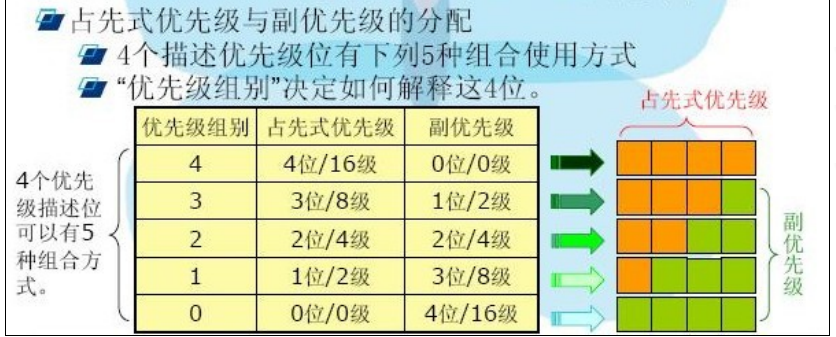 占先式优先级与副优先级的分配
4个描述优先级位有下列5种组合使用方式
“优先级组别”决定如何解释这4位。
占先式优先级
优先级组别 占先式优先级 副优先级
4 4位/16级 0位/0级
3 3位/8级 1位/2级
2 2位/4级 2位/4级
1 1位/2级 3位/8级
0 0位/0级 4位/16级
4个优先
级描述位
可以有5
种组合方
式。
副优先级